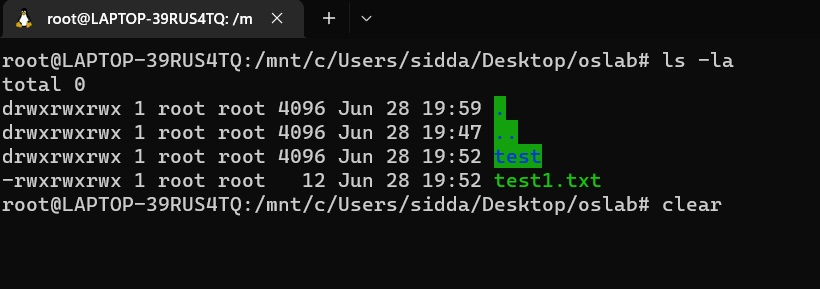 root@LAPTOP-39RUS4TQ: /m
root@LAPTOP-39RUS4TQ:/mnt/c/Users/sidda/Desktop/oslab# ls -la
total 0
drwxrwxrwx 1 root root 4096 Jun 28 19:59 .
drwxrwxrwx 1 root root 4096 Jun 28 19:47 ..
drwxrwxrwx 1 root root 4096 Jun 28 19:52 test
-rwxrwxrwx 1 root root   12 Jun 28 19:52 test1.txt
root@LAPTOP-39RUS4TQ:/mnt/c/Users/sidda/Desktop/oslab# clear